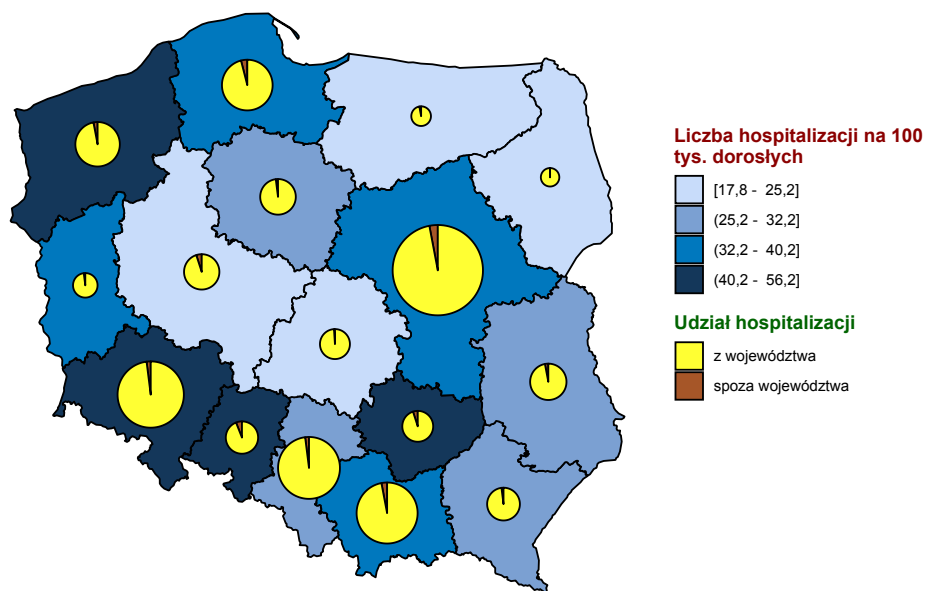 Liczba hospitalizacji na 100
tys. dorosłych
[17,8 - 25,2]
(25,2 - 32,2]
(32,2 - 40,2]
(40,2 - 56,2]
Udział hospitalizacji
z województwa
spoza województwa